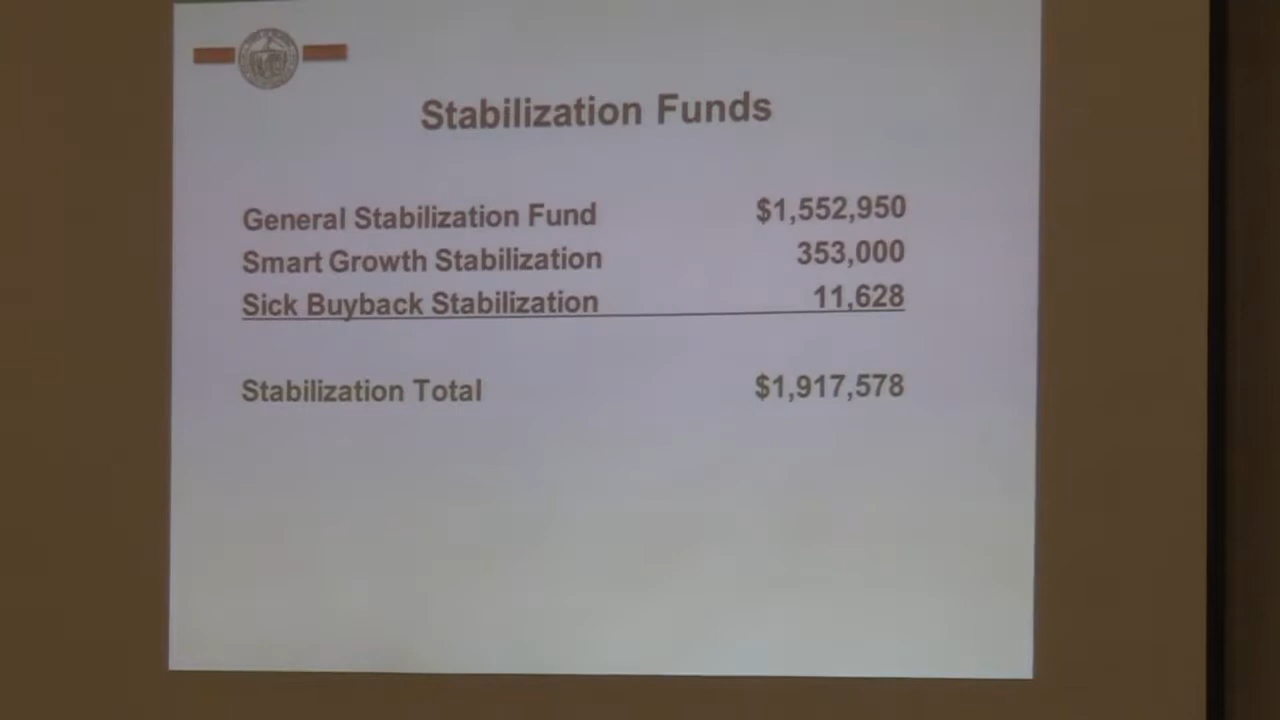 Stabilization Funds
General Stabilization Fund $1,552,950
Smart Growth Stabilization 353,000
Sick Buyback Stabilization 11,628
Stabilization Total $1,917,578